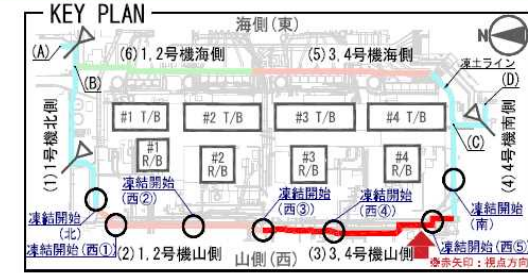 KEY PLAN
海側(東)
N
(A)
(6)1,2号機海側
(5)3,4号機海側
凍土ライン
(B)
(D)
#1 T/B
#2 T/B
#3 T/B
#4 T/B
(1)1号機北側
(C)
(4)4号機南側
#1
R/B
#2
R/B
#3
R/B
#4
R/B
凍結開始
(西②)
凍結開始
(西③)
凍結開始
(西④)
凍結開始
(南)
凍結開始
(北)
凍結開始(西①)
(2)1,2号機山側
山側(西)
(3)3,4号機山側
凍結開始(西⑤)
※赤矢印:視点方向